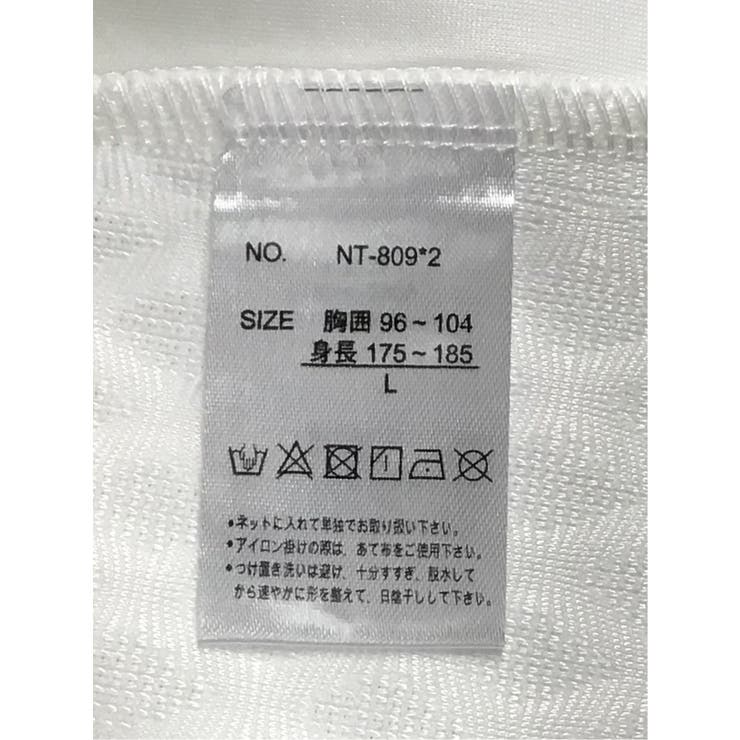 NO. NT-809*2
SIZE 胸囲 96～104
身長 175～185
L
•ネットに入れて単独でお取り扱い下さい。
•アイロン掛けの際は、あて布をご使用下さい。
•つけ置き洗いは避け、十分すすぎ、脱水して
から速やかに形を整えて、日陰干しして下さい。